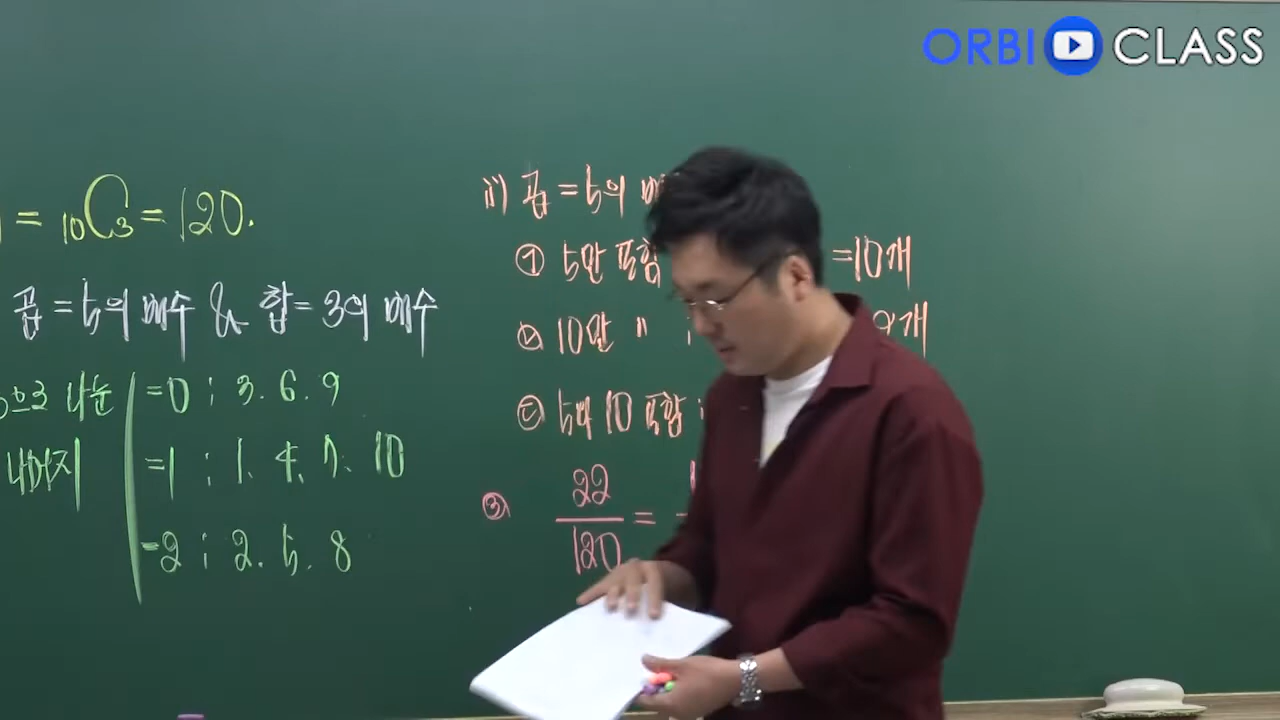 ORBI CLASS
= ₁₀C₃ = 120.
곱 = 5의 배수 & 합 = 3의 배수
3으로 나눈
나머지
=0 ; 3. 6. 9
=1 ; 1. 4. 7. 10
=2 ; 2. 5. 8
ii) 곱 = 5의
① 5만 포함 =10개
② 10만 〃 ; 개
③ 5와 10 포함 ;
③ 22/120 =